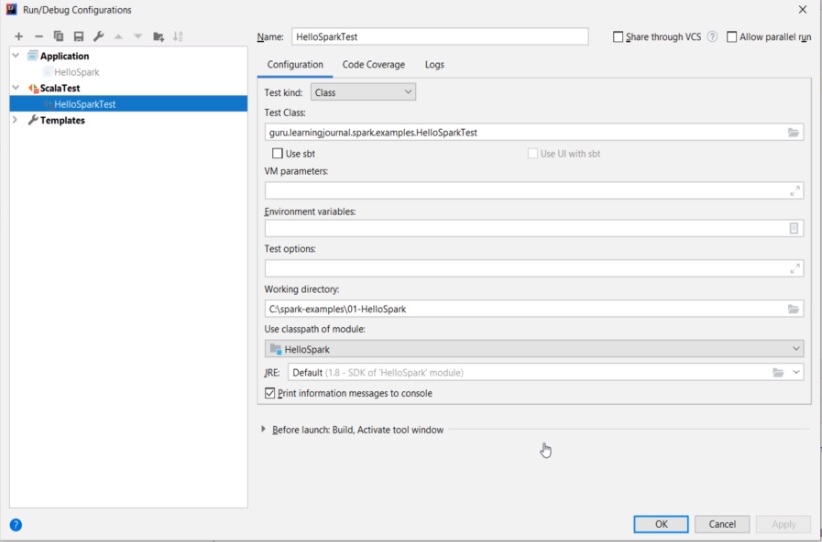 Run/Debug Configurations
Name: HelloSparkTest
Share through VCS
Allow parallel run
Application
HelloSpark
ScalaTest
HelloSparkTest
Templates
Configuration Code Coverage Logs
Test kind: Class
Test Class:
guru.learningjournal.spark.examples.HelloSparkTest
Use sbt
Use UI with sbt
VM parameters:
Environment variables:
Test options:
Working directory:
C:\spark-examples\01-HelloSpark
Use classpath of module:
HelloSpark
JRE: Default (1.8 - SDK of 'HelloSpark' module)
Print information messages to console
Before launch: Build, Activate tool window
OK Cancel Apply